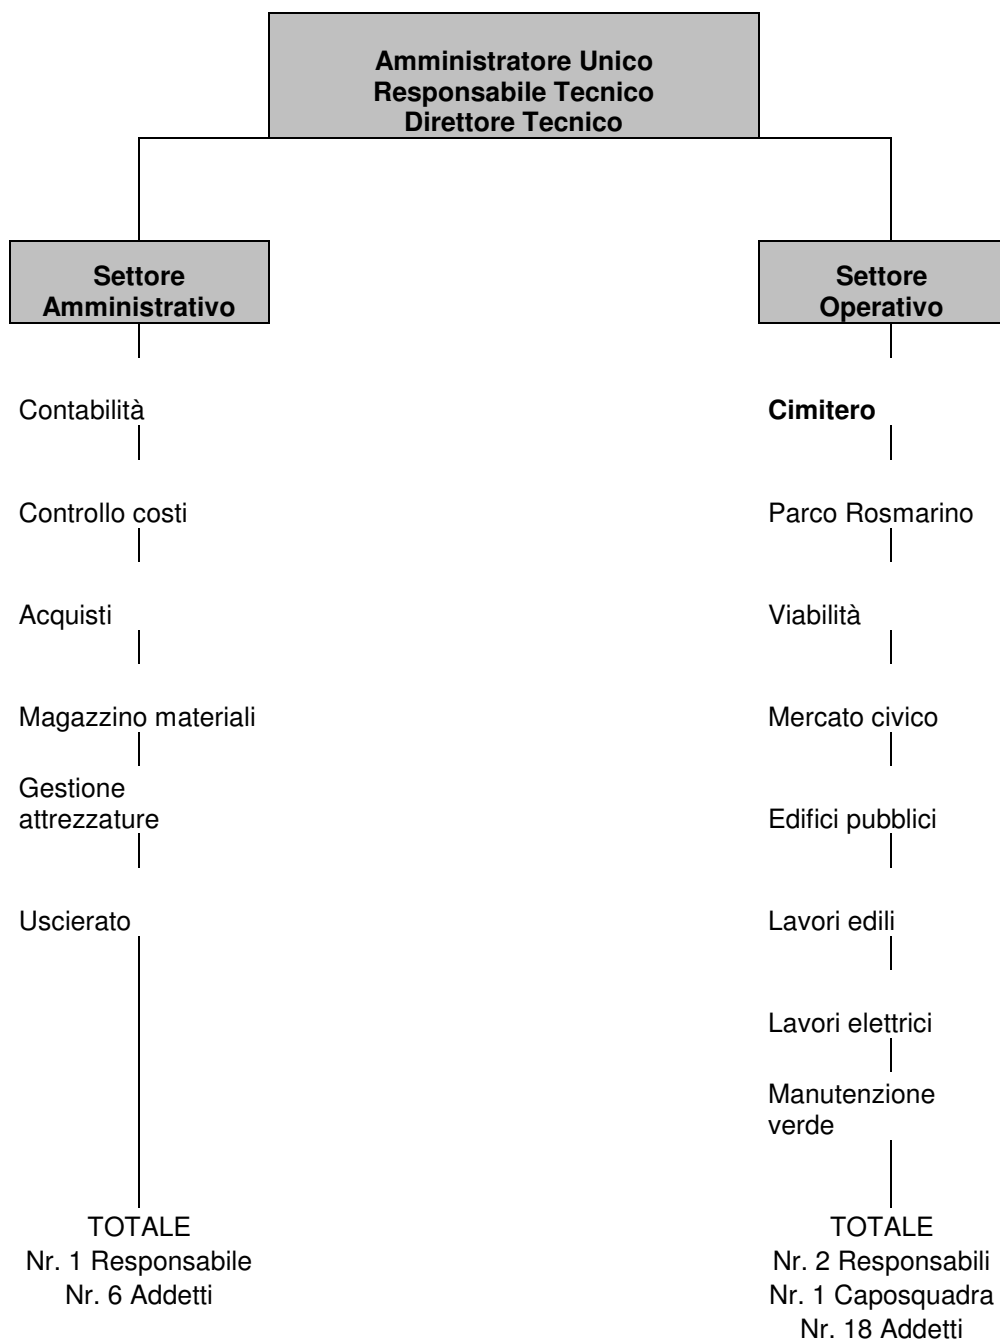 Amministratore Unico
Responsabile Tecnico
Direttore Tecnico
Settore
Amministrativo
Contabilità
Controllo costi
Acquisti
Magazzino materiali
Gestione
attrezzature
Uscierato
TOTALE
Nr. 1 Responsabile
Nr. 6 Addetti
Settore
Operativo
Cimitero
Parco Rosmarino
Viabilità
Mercato civico
Edifici pubblici
Lavori edili
Lavori elettrici
Manutenzione
verde
TOTALE
Nr. 2 Responsabili
Nr. 1 Caposquadra
Nr. 18 Addetti